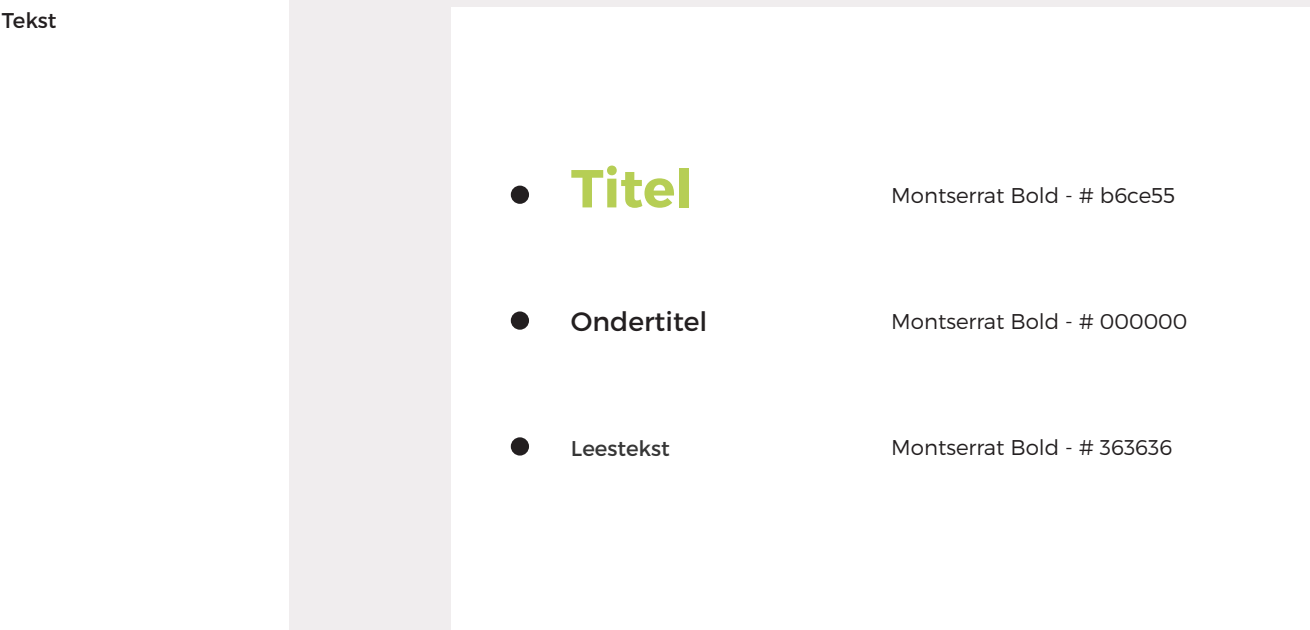 Tekst
Titel
Montserrat Bold - # b6ce55
Ondertitel
Montserrat Bold - # 000000
Leestekst
Montserrat Bold - # 363636